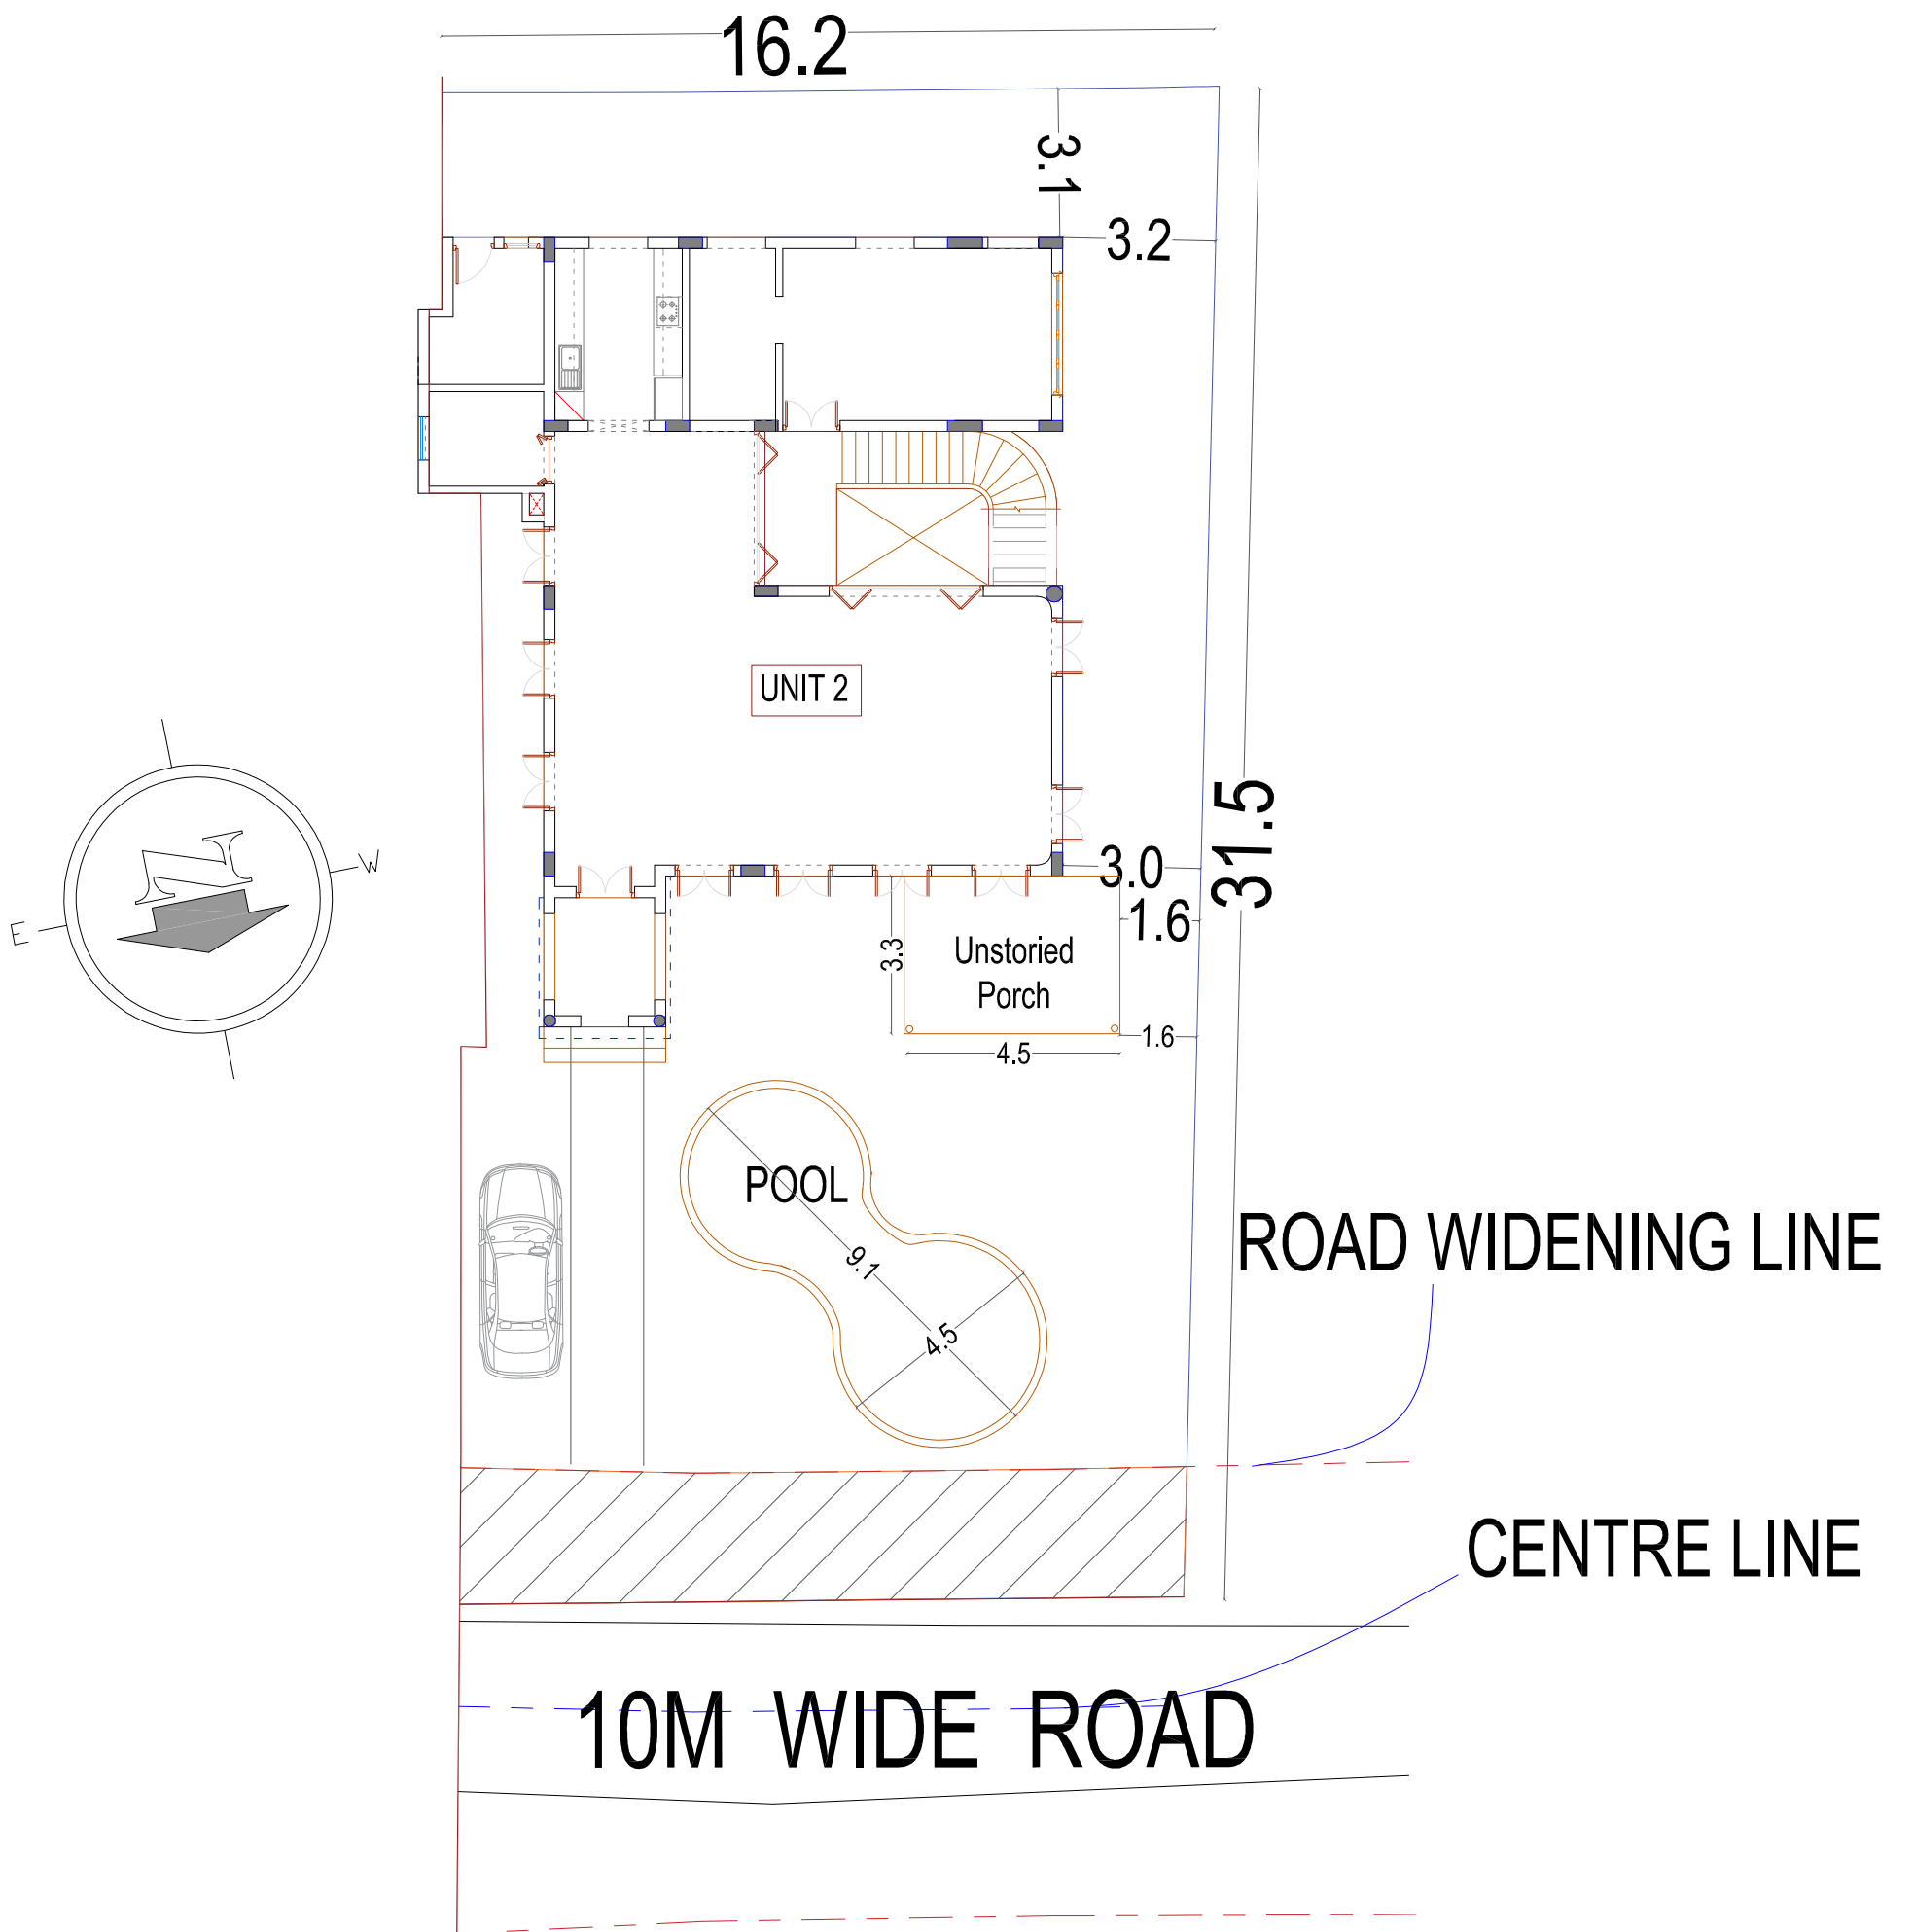 16.2
3.1
3.2
UNIT 2
31.5
N
W
E
3.0
1.6
3.3
Unstoried
Porch
1.6
4.5
POOL
9.1
4.5
ROAD WIDENING LINE
CENTRE LINE
10M WIDE ROAD